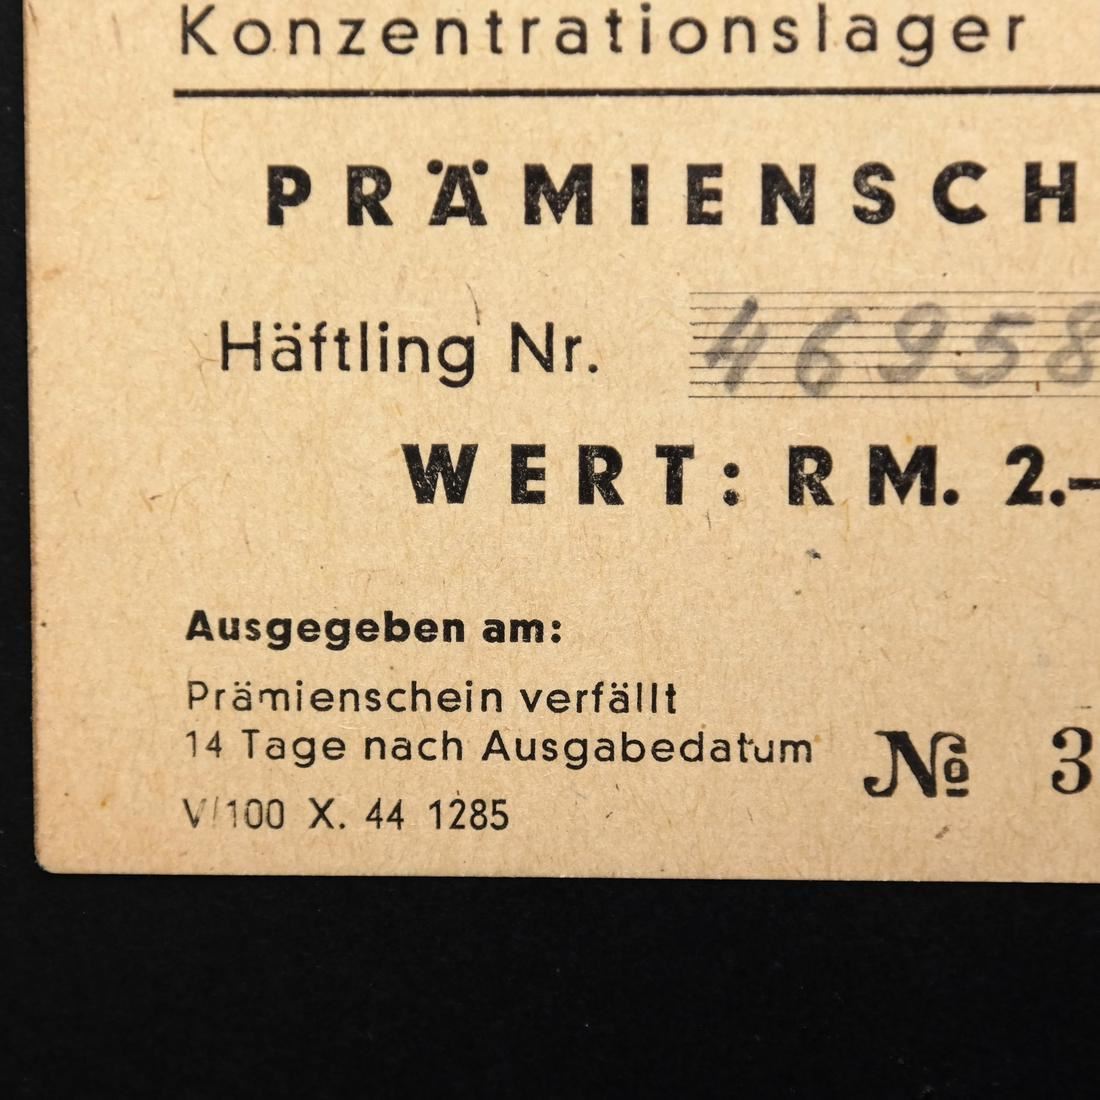 Konzentrationslager
PRÄMIENSCH
Häftling Nr. 46958
WERT: RM. 2.–
Ausgegeben am:
Prämienschein verfällt
14 Tage nach Ausgabedatum
№ 3
V/100 X. 44 1285